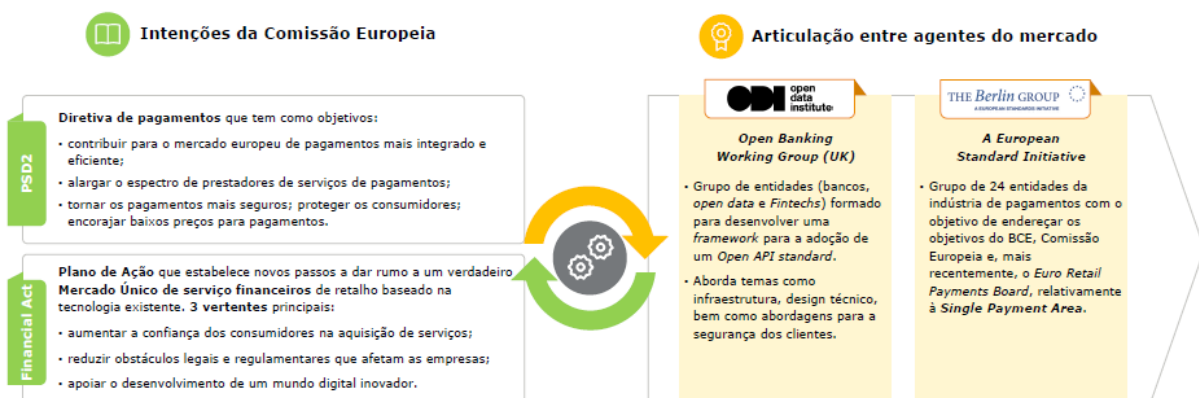 Intenções da Comissão Europeia
PSD2
Diretiva de pagamentos que tem como objetivos:
• contribuir para o mercado europeu de pagamentos mais integrado e
eficiente;
• alargar o espectro de prestadores de serviços de pagamentos;
• tornar os pagamentos mais seguros; proteger os consumidores;
encorajar baixos preços para pagamentos.
Financial Act
Plano de Ação que estabelece novos passos a dar rumo a um verdadeiro
Mercado Único de serviço financeiros de retalho baseado na
tecnologia existente. 3 vertentes principais:
• aumentar a confiança dos consumidores na aquisição de serviços;
• reduzir obstáculos legais e regulamentares que afetam as empresas;
• apoiar o desenvolvimento de um mundo digital inovador.
Articulação entre agentes do mercado
ODI open
data
institute
Open Banking
Working Group (UK)
• Grupo de entidades (bancos,
open data e Fintechs) formado
para desenvolver uma
framework para a adoção de
um Open API standard.
• Aborda temas como
infraestrutura, design técnico,
bem como abordagens para a
segurança dos clientes.
THE Berlin GROUP
A EUROPEAN STANDARDS INITIATIVE
A European
Standard Initiative
• Grupo de 24 entidades da
indústria de pagamentos com o
objetivo de endereçar os
objetivos do BCE, Comissão
Europeia e, mais
recentemente, o Euro Retail
Payments Board, relativamente
à Single Payment Area.